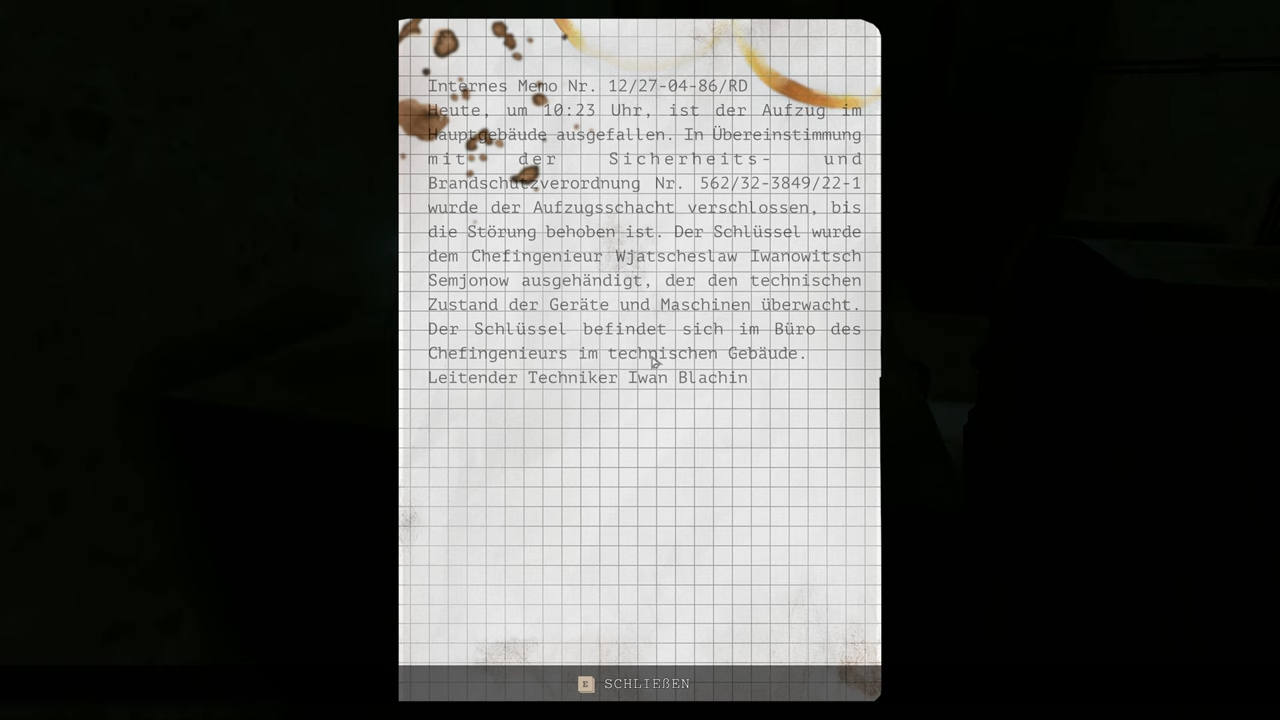 Internes Memo Nr. 12/27-04-86/RD
Heute, um 10:23 Uhr, ist der Aufzug im
Hauptgebäude ausgefallen. In Übereinstimmung
mit der Sicherheits- und
Brandschutzverordnung Nr. 562/32-3849/22-1
wurde der Aufzugsschacht verschlossen, bis
die Störung behoben ist. Der Schlüssel wurde
dem Chefingenieur Wjatscheslaw Iwanowitsch
Semjonow ausgehändigt, der den technischen
Zustand der Geräte und Maschinen überwacht.
Der Schlüssel befindet sich im Büro des
Chefingenieurs im technischen Gebäude.
Leitender Techniker Iwan Blachin
E SCHLIEßEN